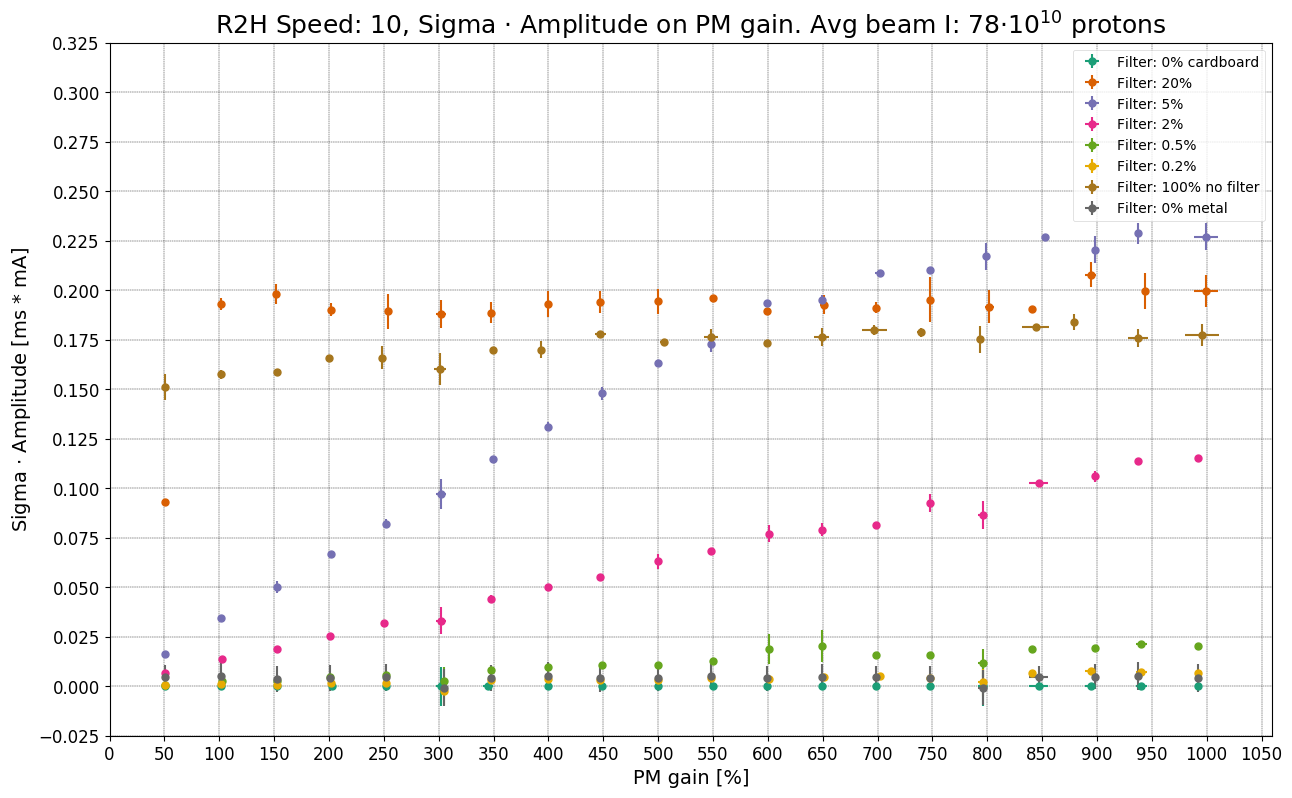 R2H Speed: 10, Sigma · Amplitude on PM gain. Avg beam I: 78·10¹⁰ protons
Sigma · Amplitude [ms * mA]
0.325
0.300
0.275
0.250
0.225
0.200
0.175
0.150
0.125
0.100
0.075
0.050
0.025
0.000
−0.025
Filter: 0% cardboard
Filter: 20%
Filter: 5%
Filter: 2%
Filter: 0.5%
Filter: 0.2%
Filter: 100% no filter
Filter: 0% metal
0 50 100 150 200 250 300 350 400 450 500 550 600 650 700 750 800 850 900 950 1000 1050
PM gain [%]